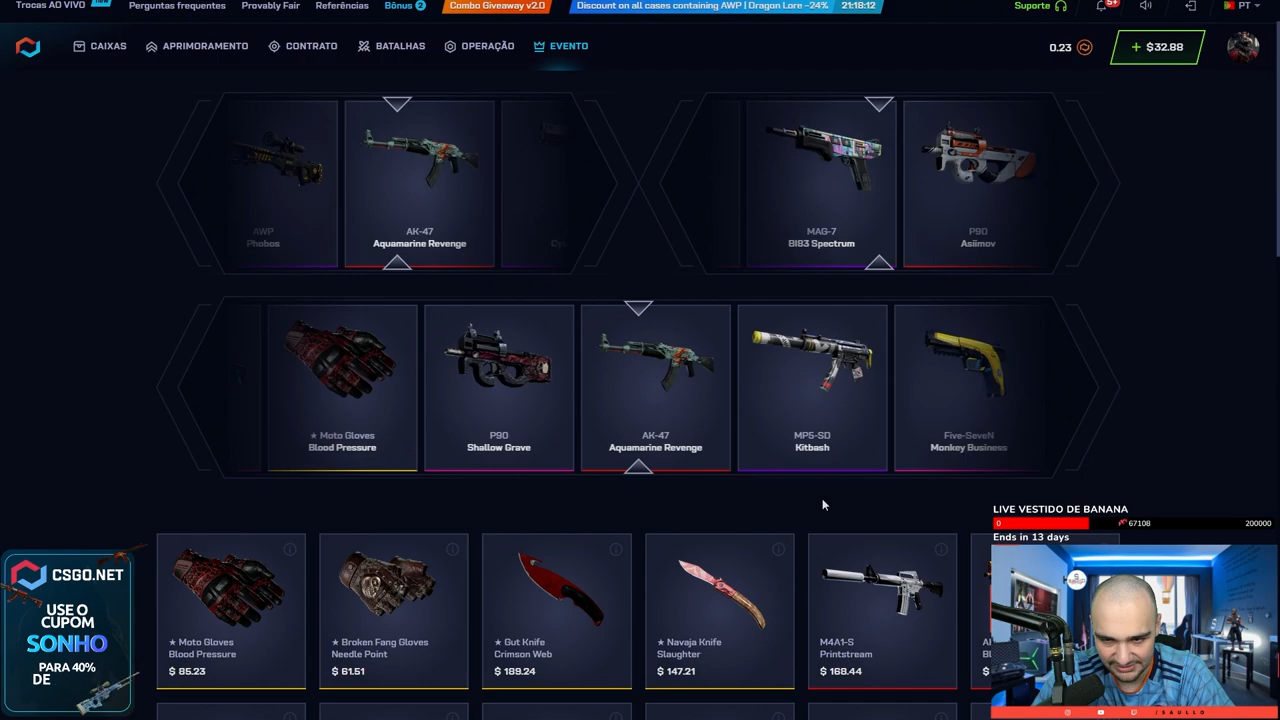 Trocas AO VIVO new Perguntas frequentes Provably Fair Referências Bônus 2 Combo Giveaway v2.0 Discount on all cases containing AWP | Dragon Lore –24% 21:18:12 Suporte 5+ PT
CAIXAS APRIMORAMENTO CONTRATO BATALHAS OPERAÇÃO EVENTO 0.23 + $32.88
AWP
Phobos
AK-47
Aquamarine Revenge
MAG-7
BI83 Spectrum
P90
Asiimov
★ Moto Gloves
Blood Pressure
P90
Shallow Grave
AK-47
Aquamarine Revenge
MP5-SD
Kitbash
Five-SeveN
Monkey Business
★ Moto Gloves
Blood Pressure
$ 85.23
★ Broken Fang Gloves
Needle Point
$ 61.51
★ Gut Knife
Crimson Web
$ 189.24
★ Navaja Knife
Slaughter
$ 147.21
M4A1-S
Printstream
$ 168.44
CSGO.NET
USE O
CUPOM
SONHO
PARA 40%
DE
LIVE VESTIDO DE BANANA
0 67108 200000
Ends in 13 days
/SAULLO